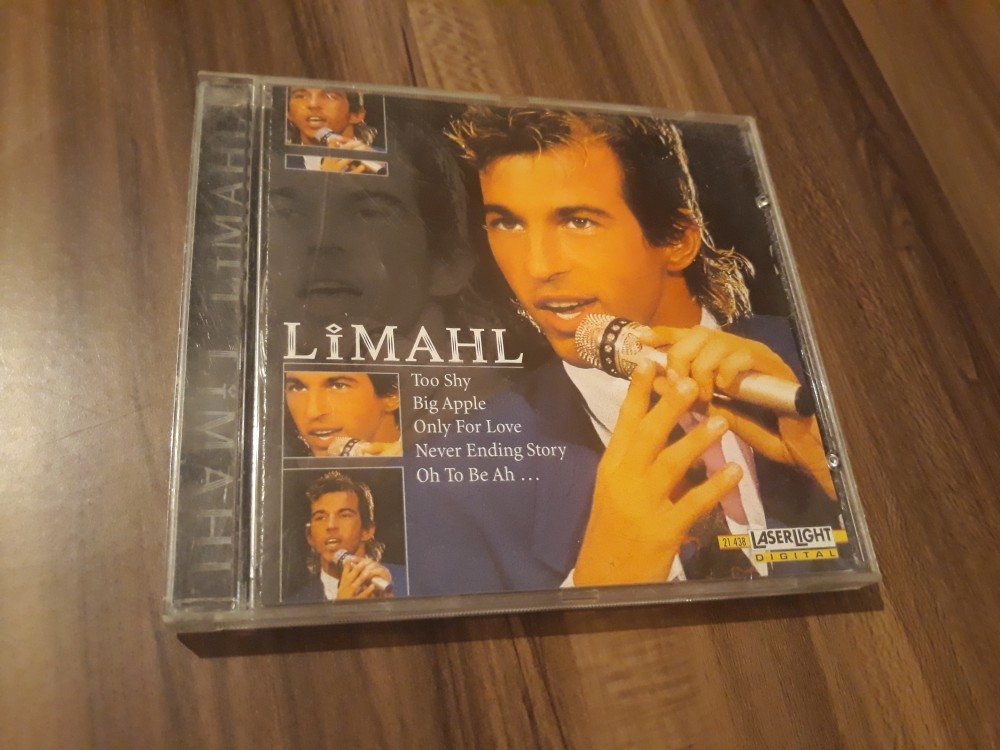 LIMAHL LIMAHL
LiMAHL
Too Shy
Big Apple
Only For Love
Never Ending Story
Oh To Be Ah ...
21 438 LASERLIGHT
DIGITAL